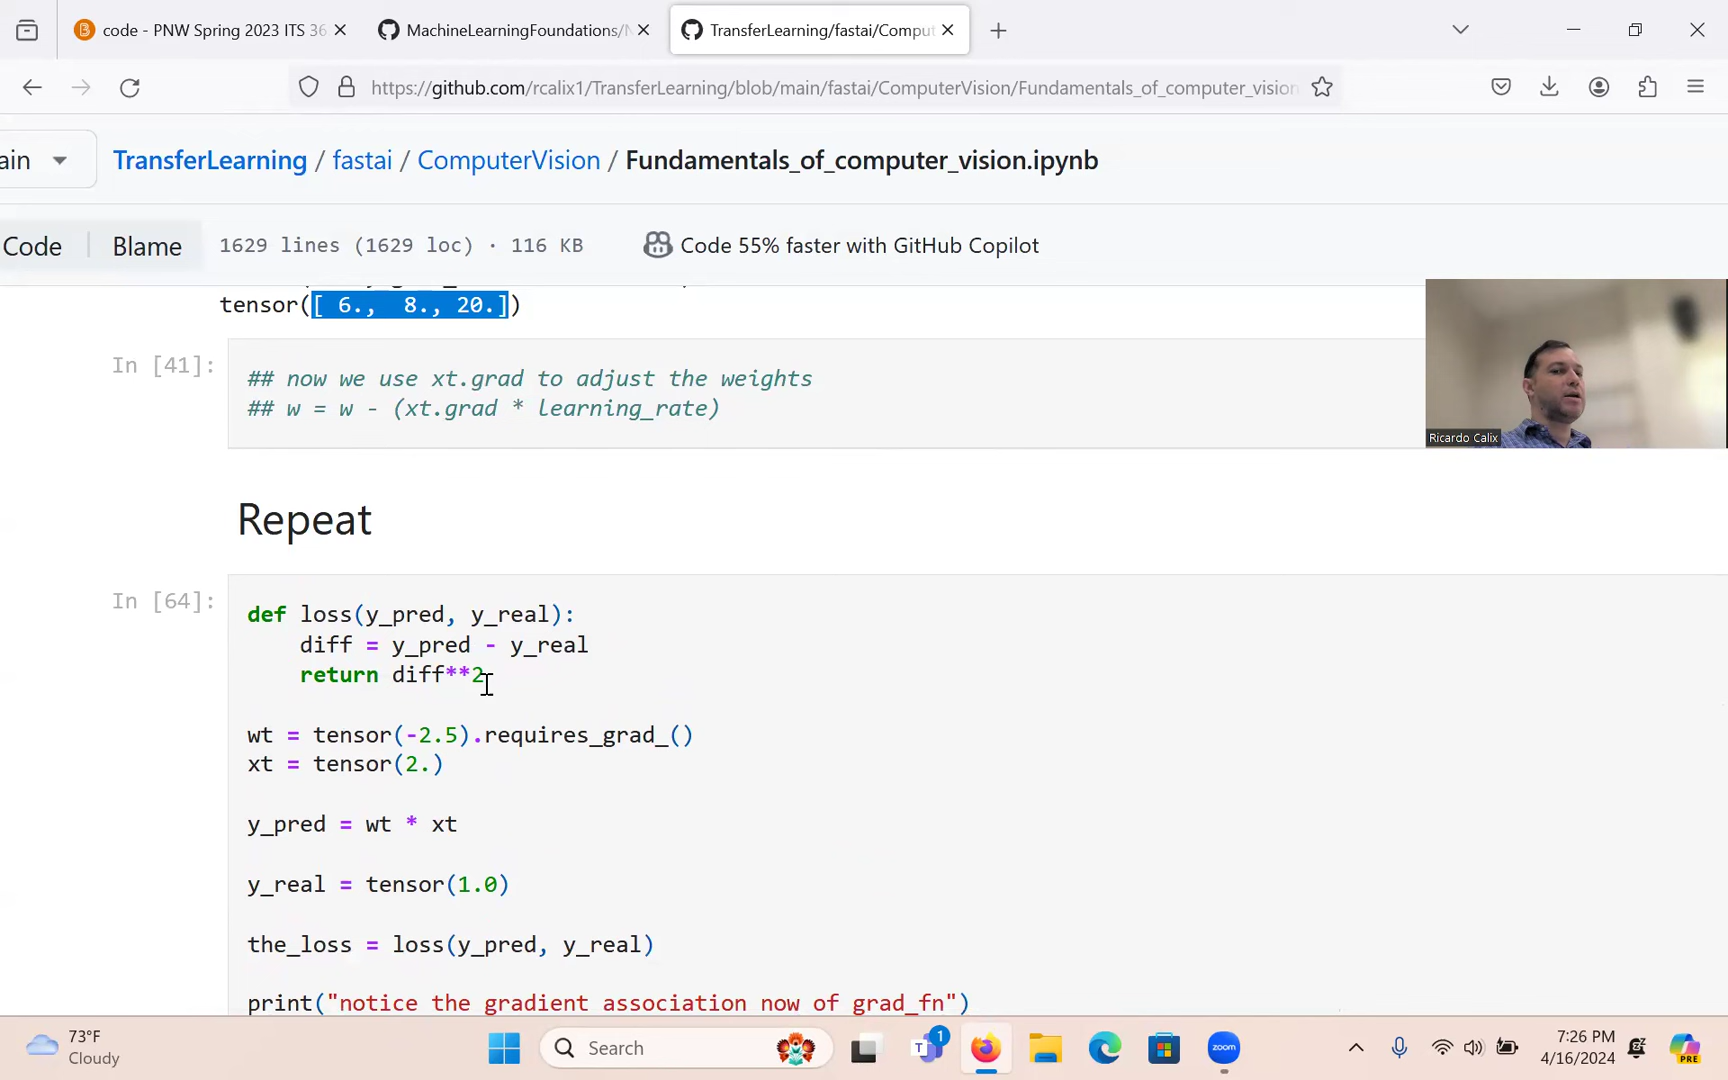 code - PNW Spring 2023 ITS 36
MachineLearningFoundations/N
TransferLearning/fastai/Comput
https://github.com/rcalix1/TransferLearning/blob/main/fastai/ComputerVision/Fundamentals_of_computer_vision
ain
TransferLearning / fastai / ComputerVision / Fundamentals_of_computer_vision.ipynb
Code
Blame
1629 lines (1629 loc) · 116 KB
Code 55% faster with GitHub Copilot
tensor([ 6., 8., 20.])
In [41]:
## now we use xt.grad to adjust the weights
## w = w - (xt.grad * learning_rate)
Ricardo Calix
Repeat
In [64]:
def loss(y_pred, y_real):
diff = y_pred - y_real
return diff**2
wt = tensor(-2.5).requires_grad_()
xt = tensor(2.)
y_pred = wt * xt
y_real = tensor(1.0)
the_loss = loss(y_pred, y_real)
print("notice the gradient association now of grad_fn")
73°F
Cloudy
Search
1
zoom
7:26 PM
4/16/2024
PRE